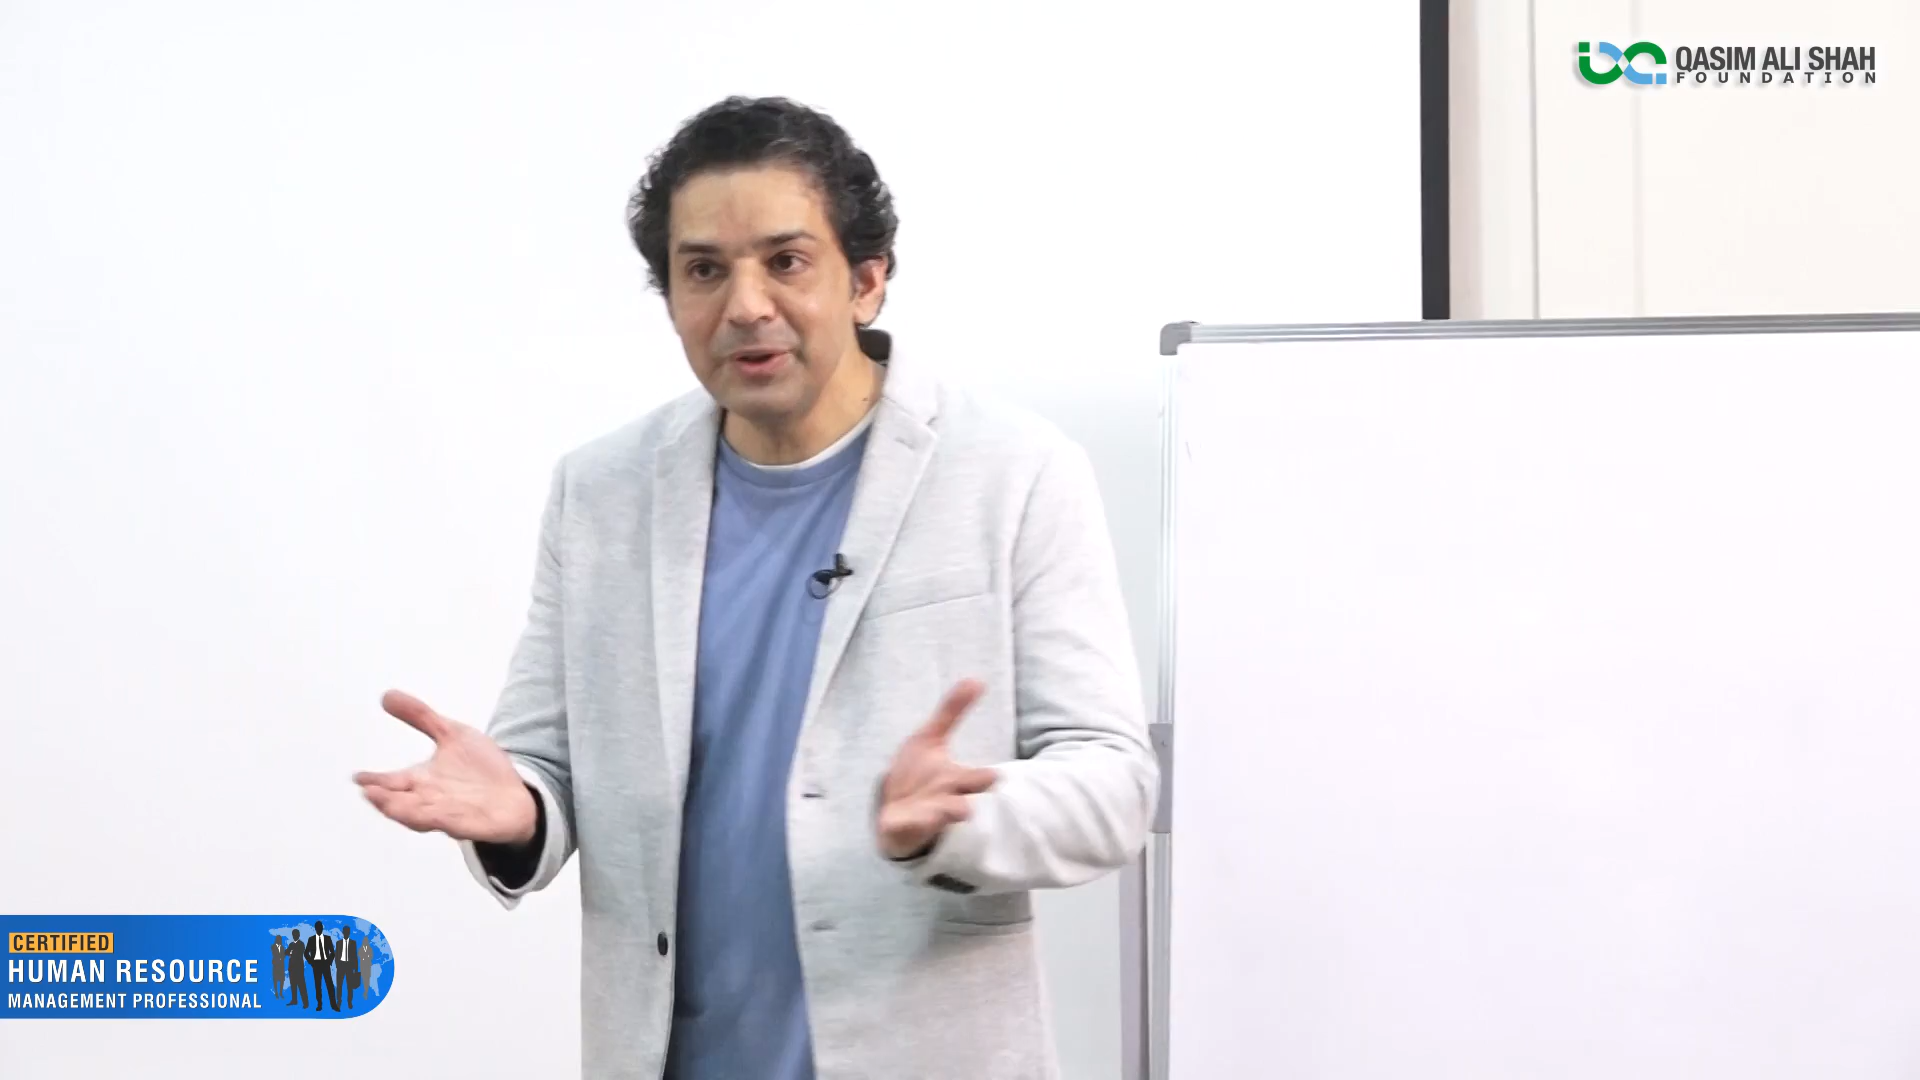 QASIM ALI SHAH
FOUNDATION
CERTIFIED
HUMAN RESOURCE
MANAGEMENT PROFESSIONAL